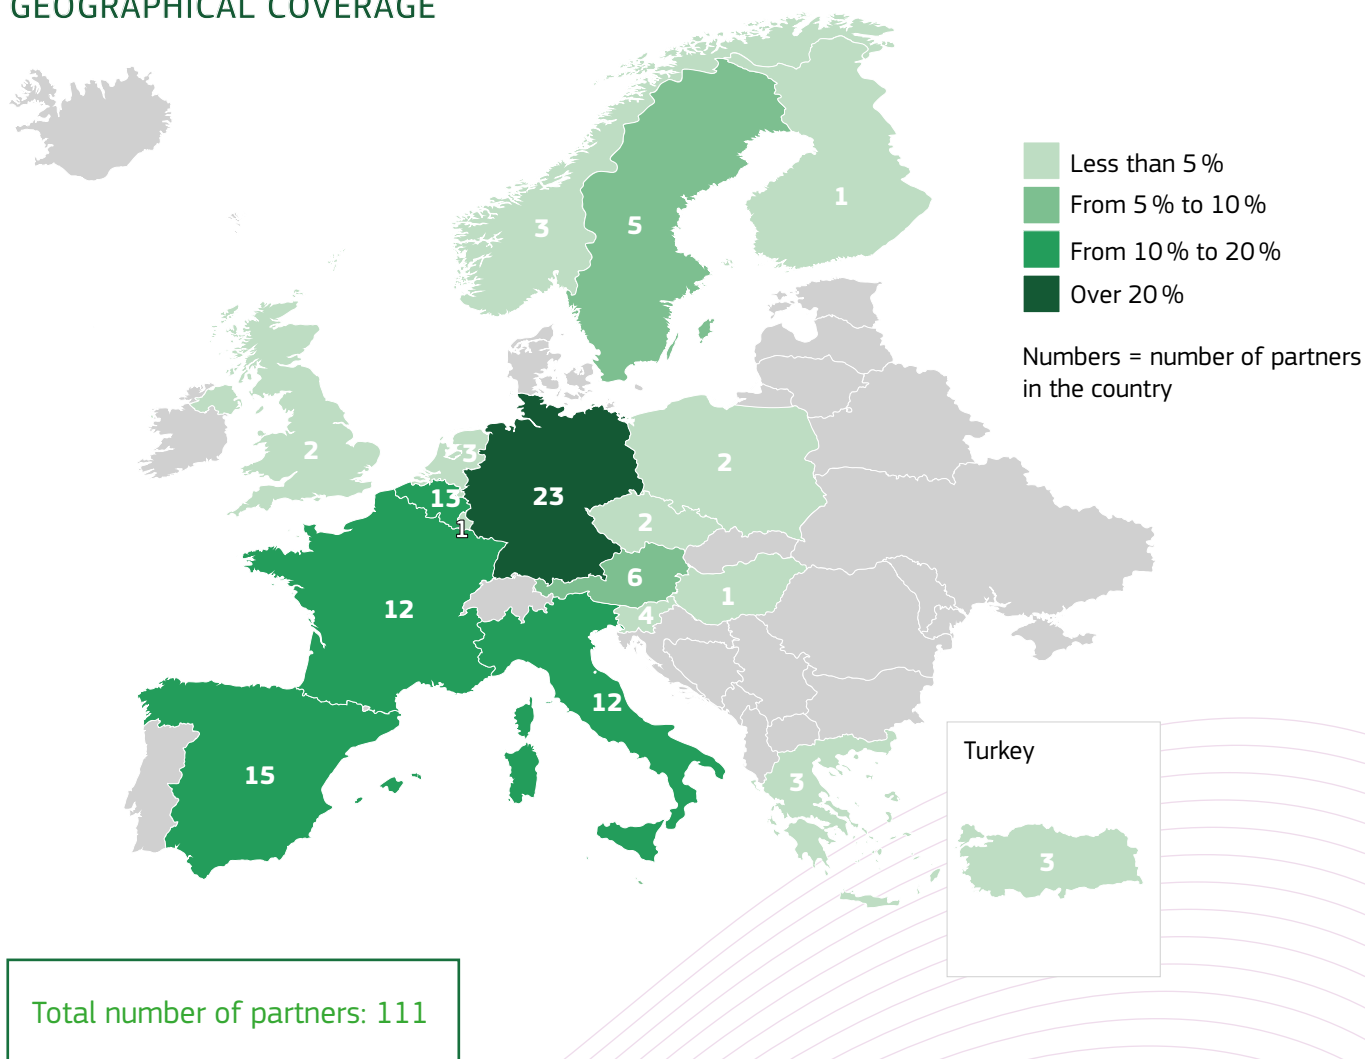 GEOGRAPHICAL COVERAGE
Less than 5 %
From 5 % to 10 %
From 10 % to 20 %
Over 20 %
Numbers = number of partners
in the country
1
3
5
2
3
2
13
23
2
1
6
1
12
4
12
15
3
Turkey
3
Total number of partners: 111